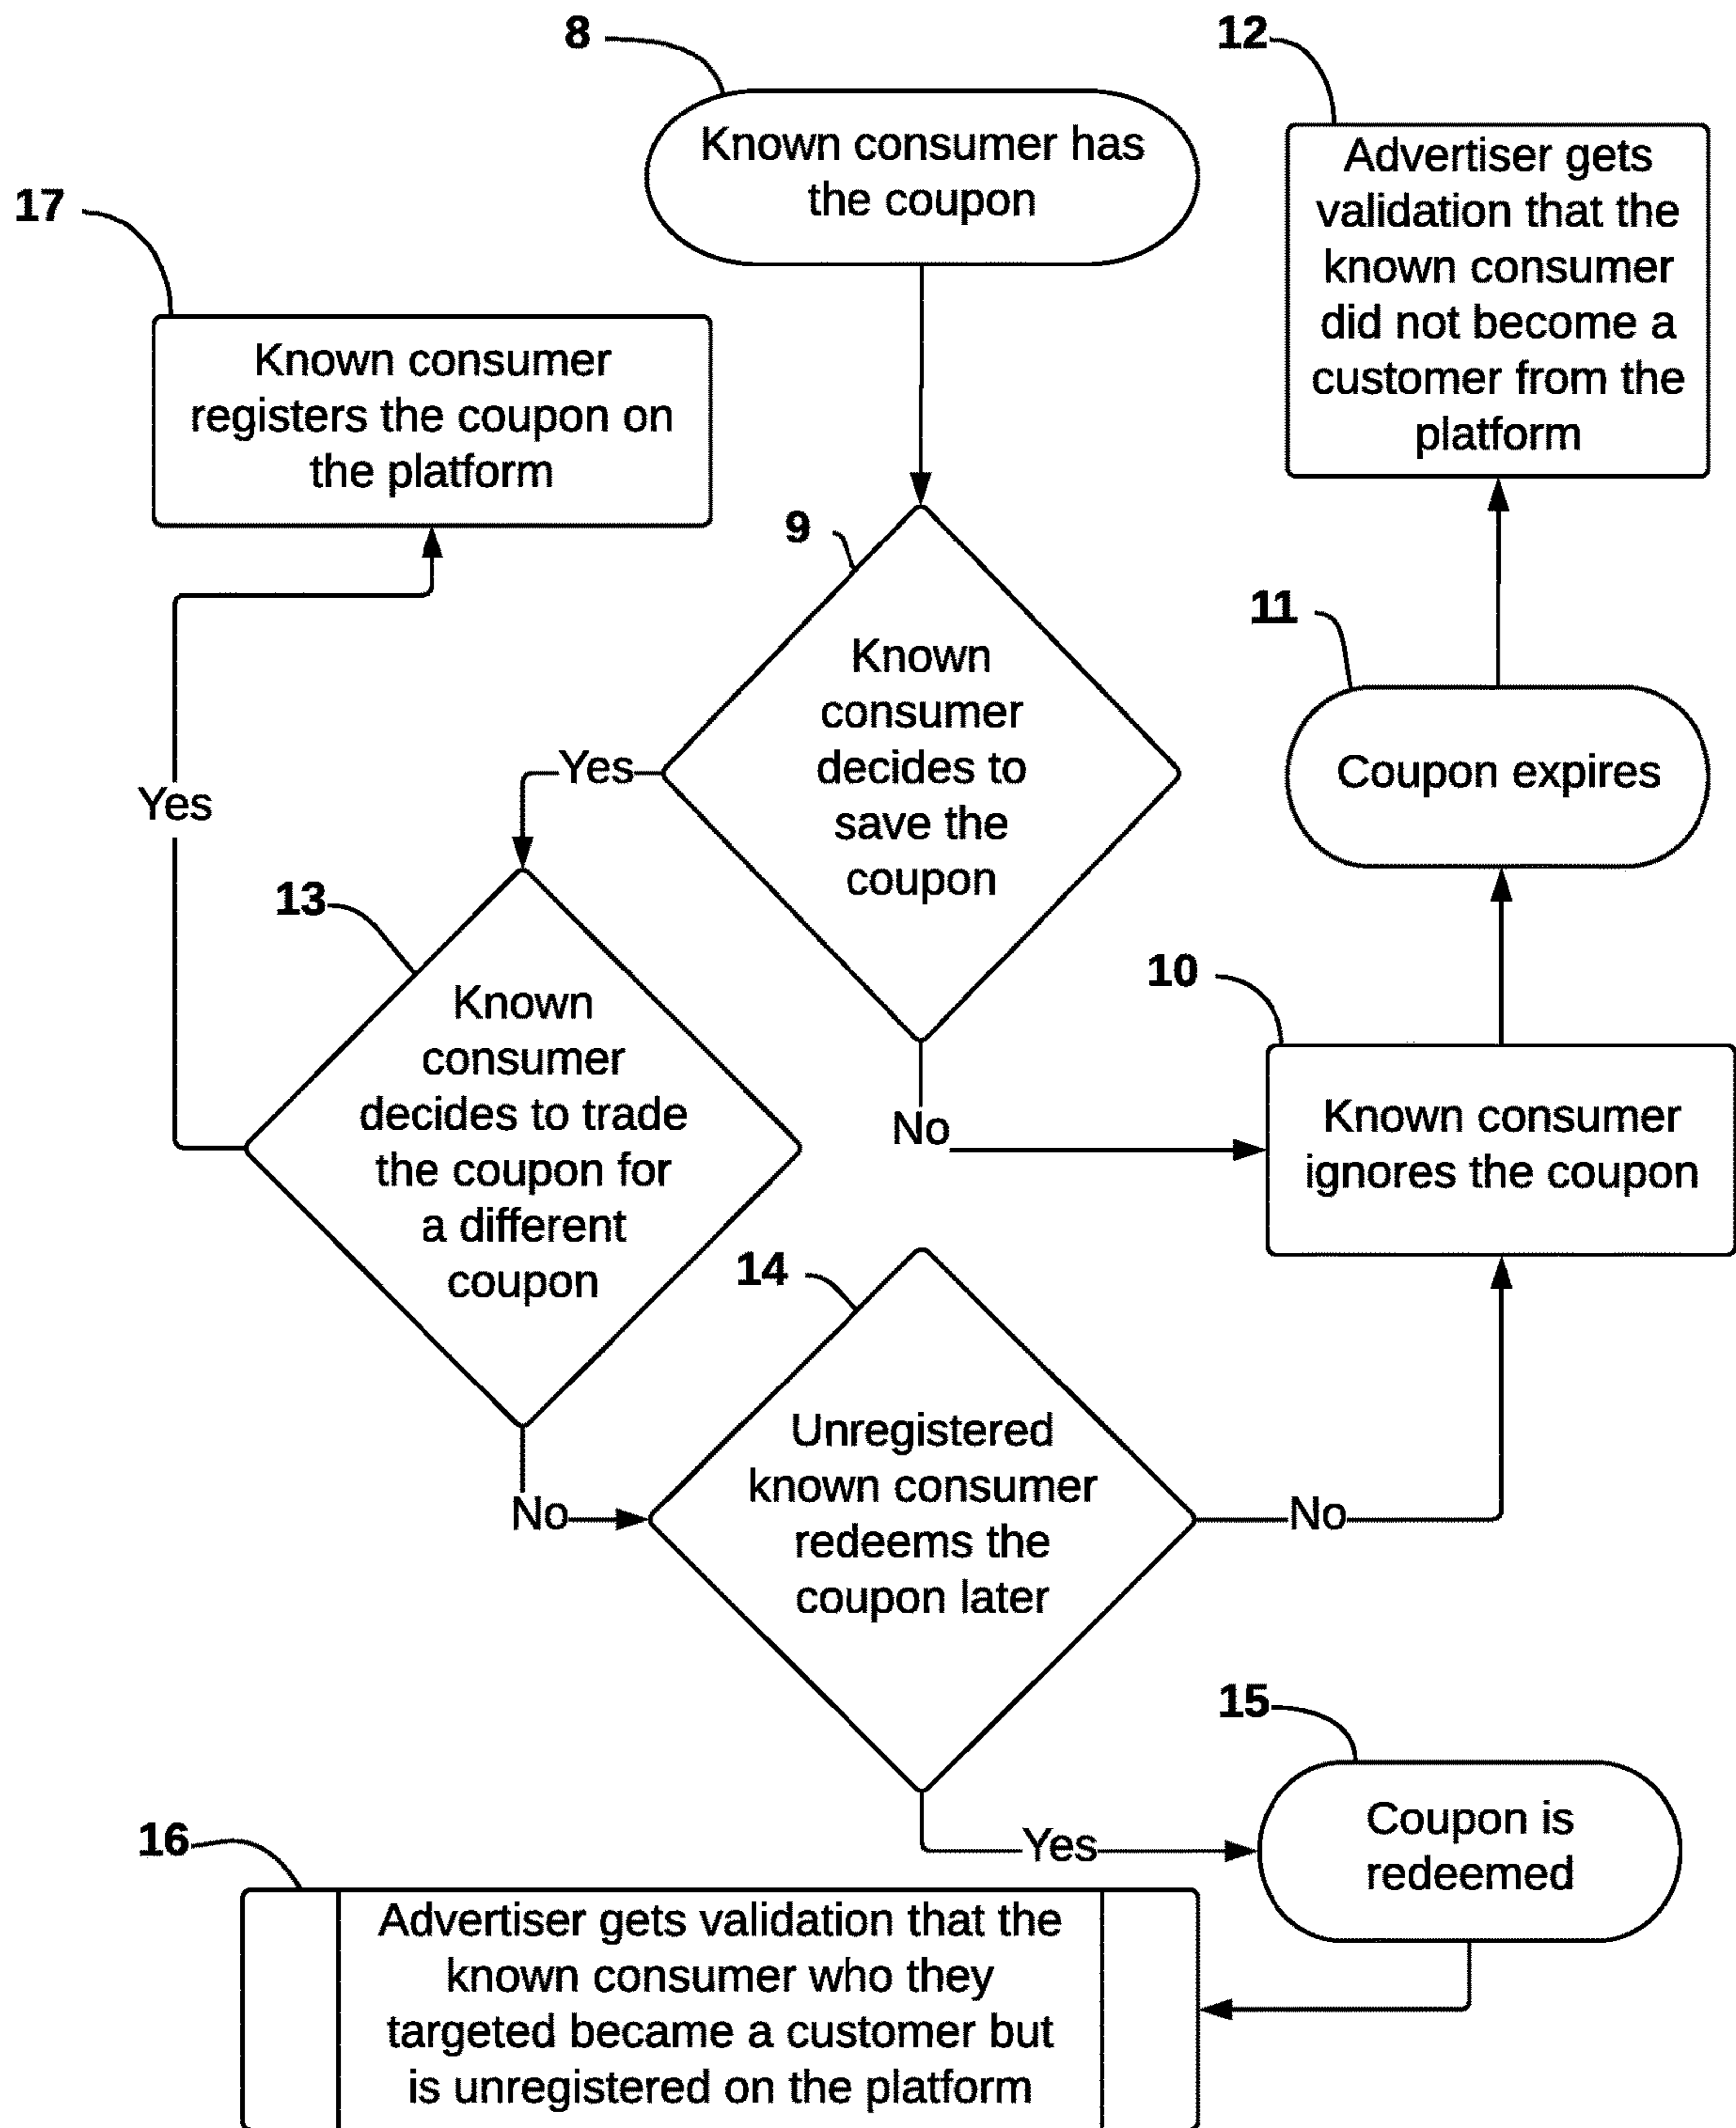 8
Known consumer has
the coupon
12
Advertiser gets
validation that the
known consumer
did not become a
customer from the
platform
17
Known consumer
registers the coupon on
the platform
9
Known
consumer
decides to
save the
coupon
11
Coupon expires
Yes
Yes
13
Known
consumer
decides to trade
the coupon for
a different
coupon
10
Known consumer
ignores the coupon
No
14
Unregistered
known consumer
redeems the
coupon later
No
No
15
Coupon is
redeemed
Yes
16
Advertiser gets validation that the
known consumer who they
targeted became a customer but
is unregistered on the platform